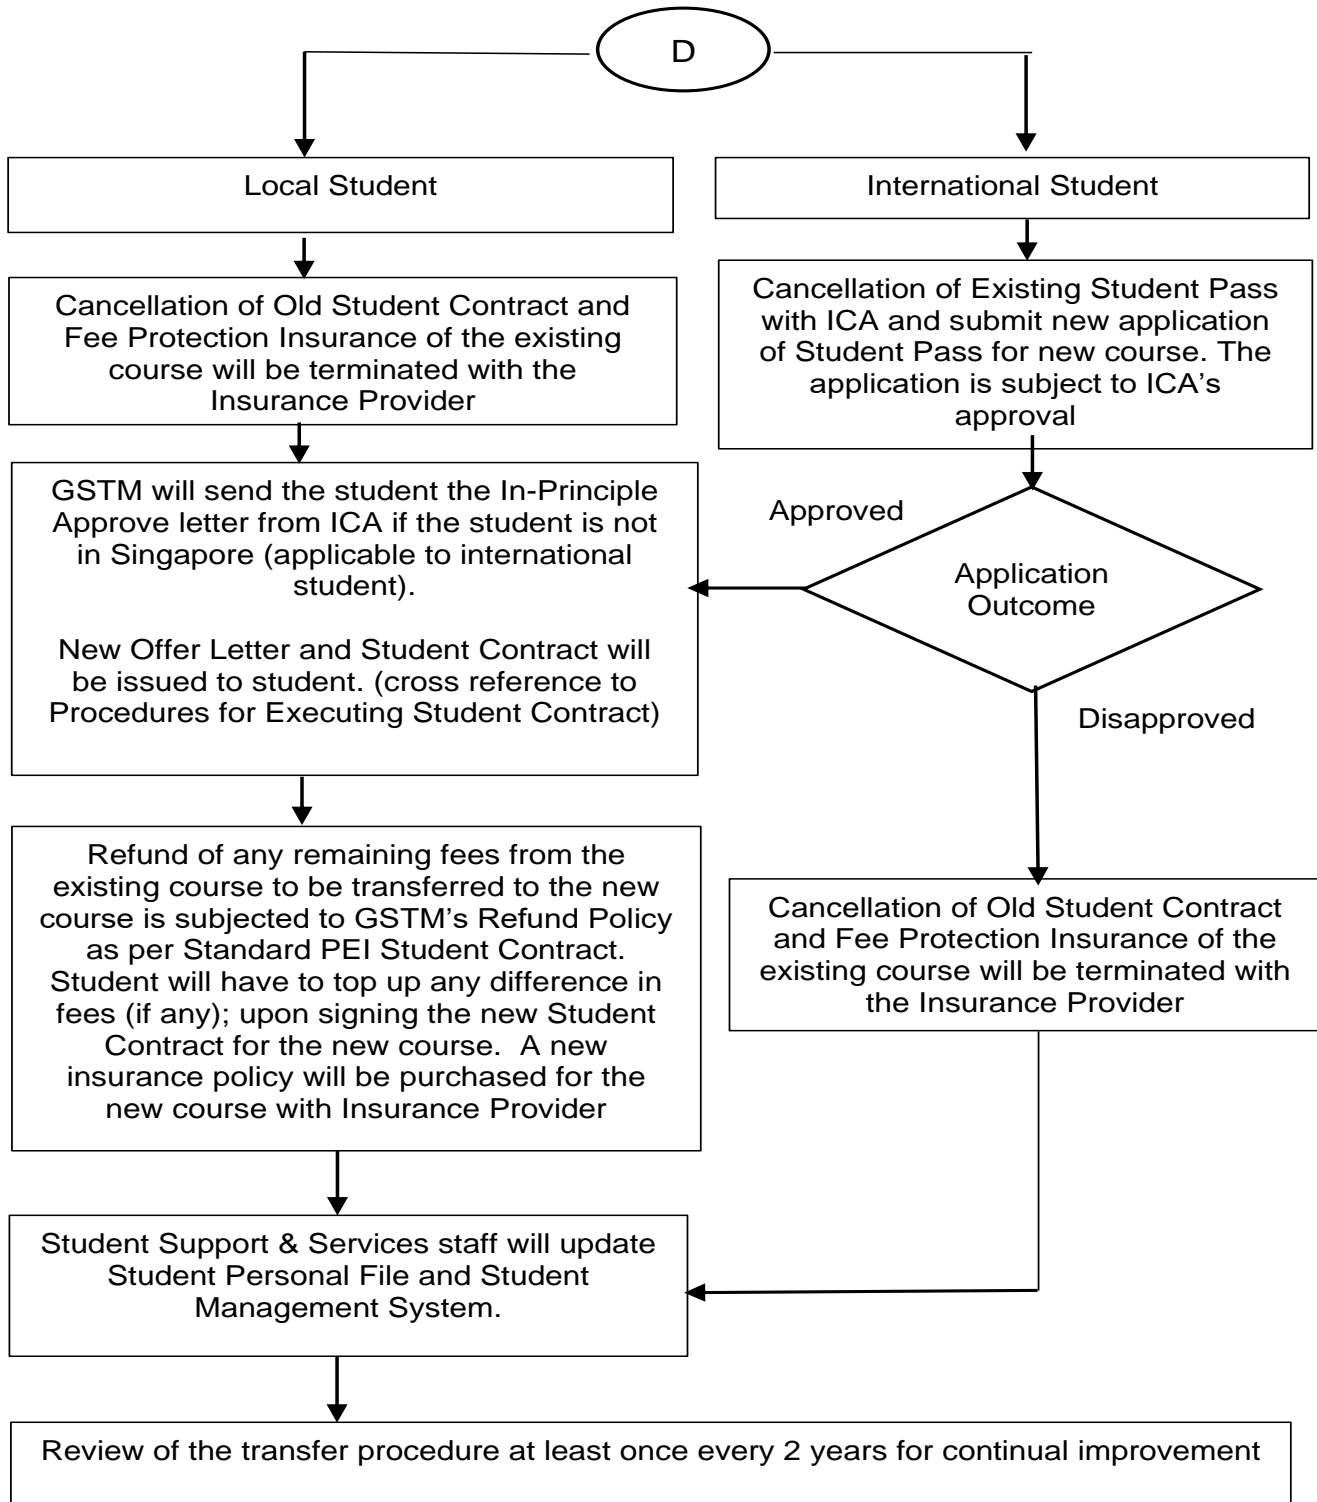 D
Local Student
International Student
Cancellation of Old Student Contract and
Fee Protection Insurance of the existing
course will be terminated with the
Insurance Provider
Cancellation of Existing Student Pass
with ICA and submit new application
of Student Pass for new course. The
application is subject to ICA’s
approval
GSTM will send the student the In-Principle
Approve letter from ICA if the student is not
in Singapore (applicable to international
student).
New Offer Letter and Student Contract will
be issued to student. (cross reference to
Procedures for Executing Student Contract)
Approved
Application
Outcome
Disapproved
Refund of any remaining fees from the
existing course to be transferred to the new
course is subjected to GSTM’s Refund Policy
as per Standard PEI Student Contract.
Student will have to top up any difference in
fees (if any); upon signing the new Student
Contract for the new course.  A new
insurance policy will be purchased for the
new course with Insurance Provider
Cancellation of Old Student Contract
and Fee Protection Insurance of the
existing course will be terminated with
the Insurance Provider
Student Support & Services staff will update
Student Personal File and Student
Management System.
Review of the transfer procedure at least once every 2 years for continual improvement